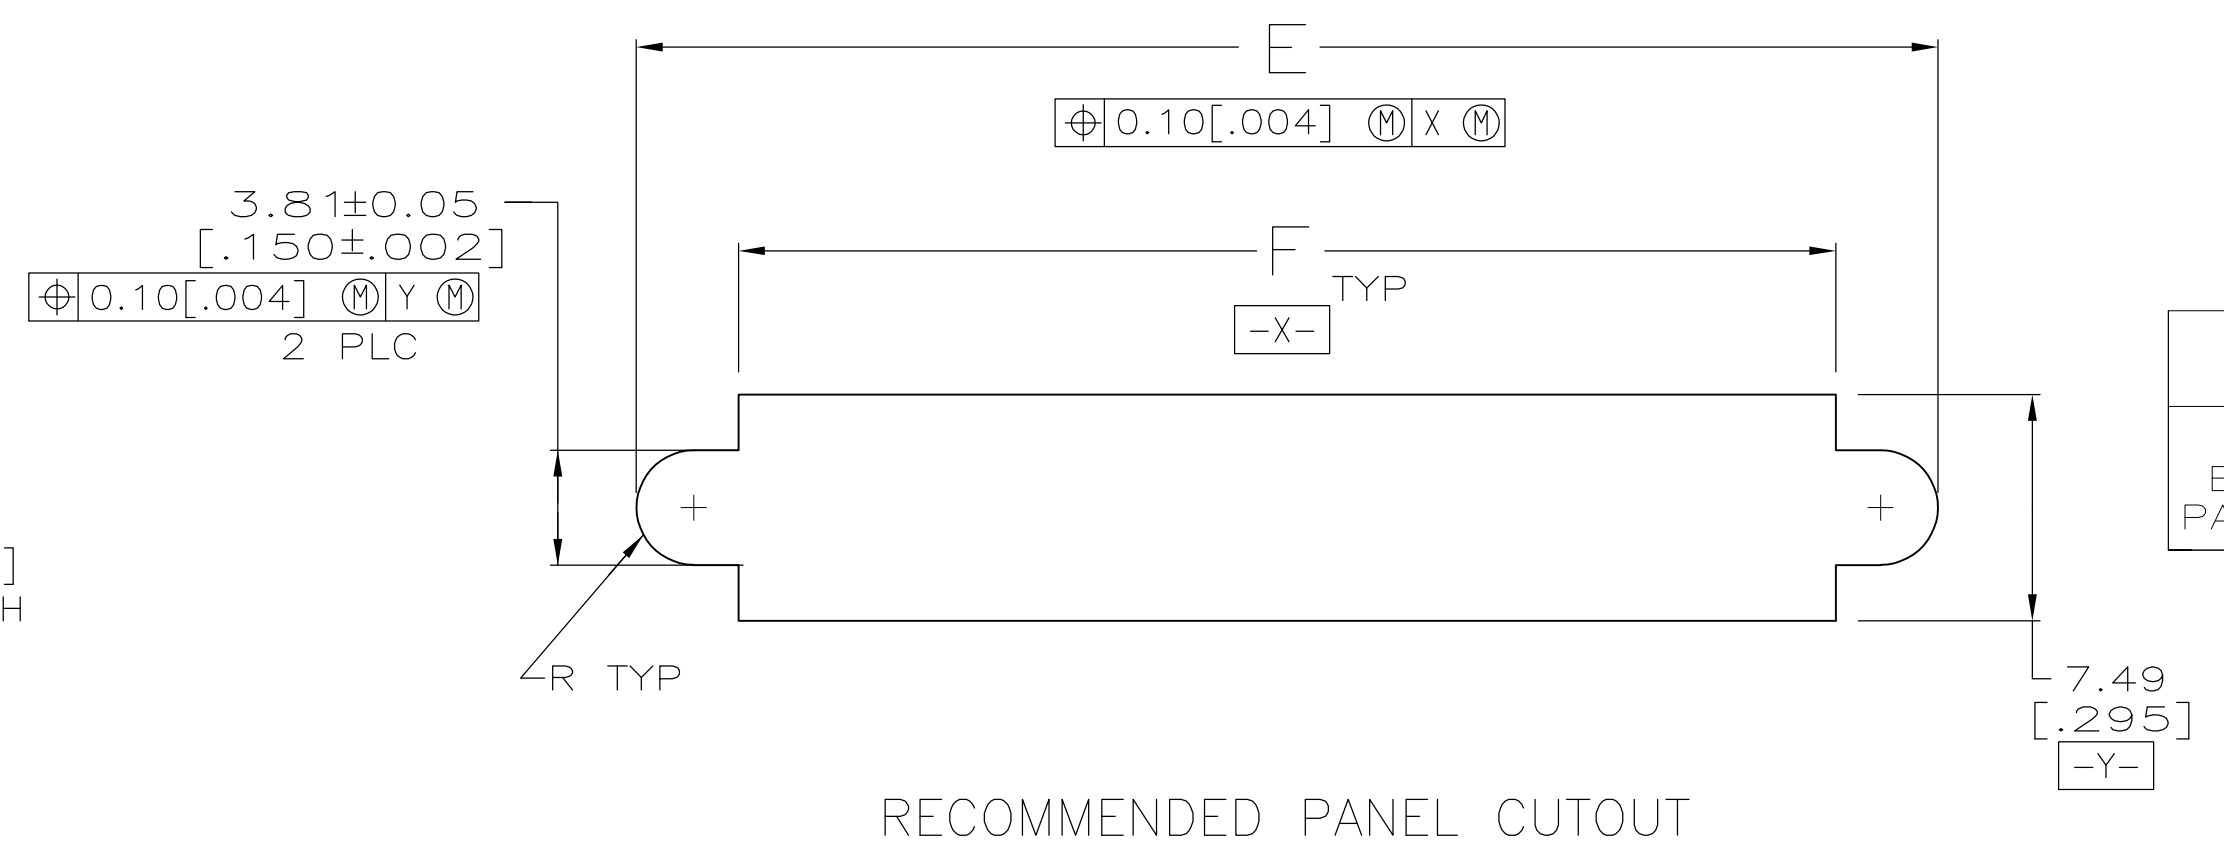 E
⌖ 0.10[.004] Ⓜ X Ⓜ
3.81±0.05
[.150±.002]
⌖ 0.10[.004] Ⓜ Y Ⓜ
2 PLC
F
TYP
-X-
]
H
E
PA
R TYP
7.49
[.295]
-Y-
RECOMMENDED PANEL CUTOUT